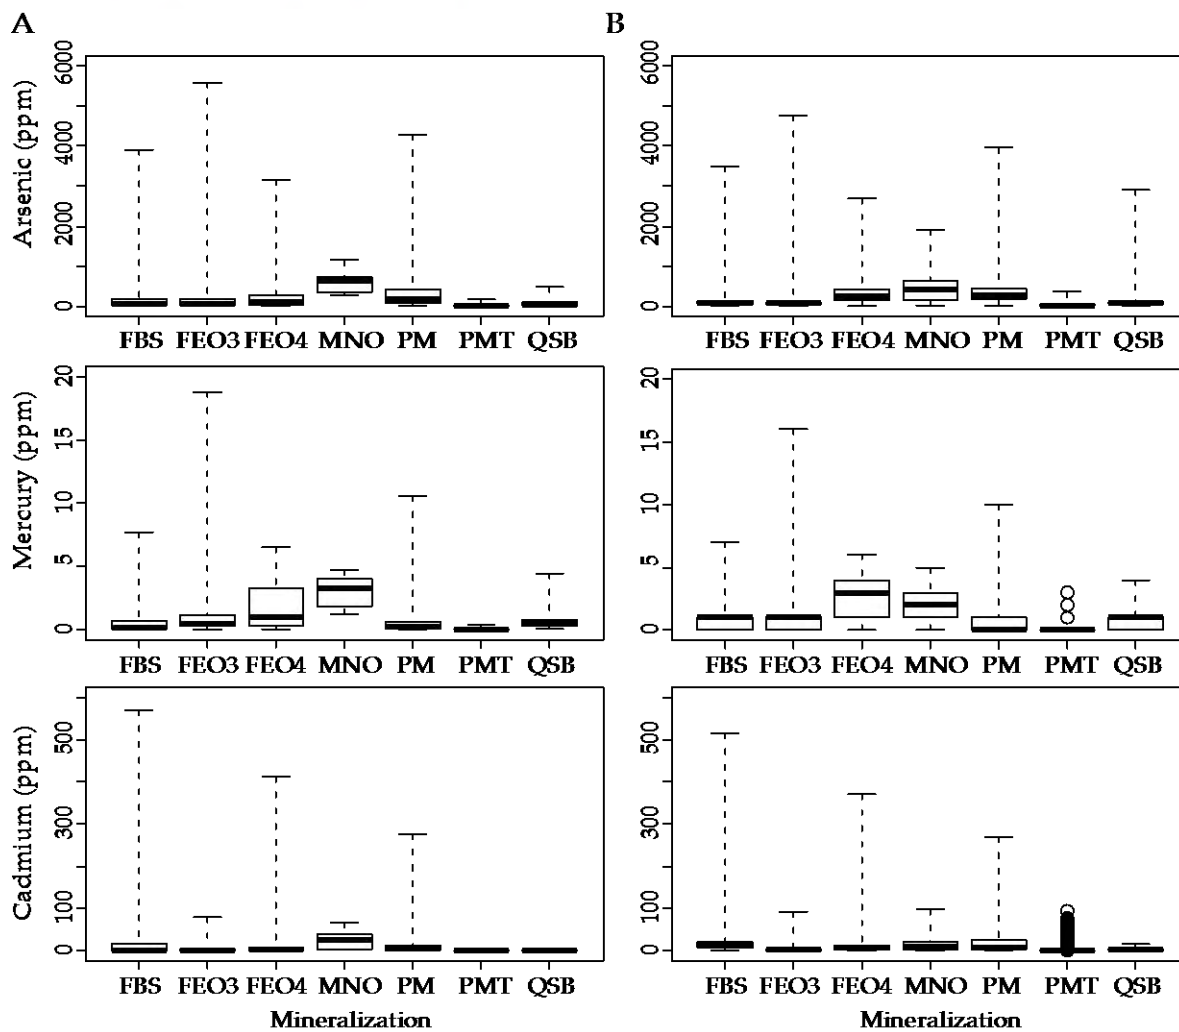 A
B
Arsenic (ppm)
0 2000 4000 6000
0 2000 4000 6000
FBS FEO3 FEO4 MNO PM PMT QSB
FBS FEO3 FEO4 MNO PM PMT QSB
Mercury (ppm)
0 5 10 15 20
0 5 10 15 20
FBS FEO3 FEO4 MNO PM PMT QSB
FBS FEO3 FEO4 MNO PM PMT QSB
Cadmium (ppm)
0 100 300 500
0 100 300 500
FBS FEO3 FEO4 MNO PM PMT QSB
FBS FEO3 FEO4 MNO PM PMT QSB
Mineralization
Mineralization